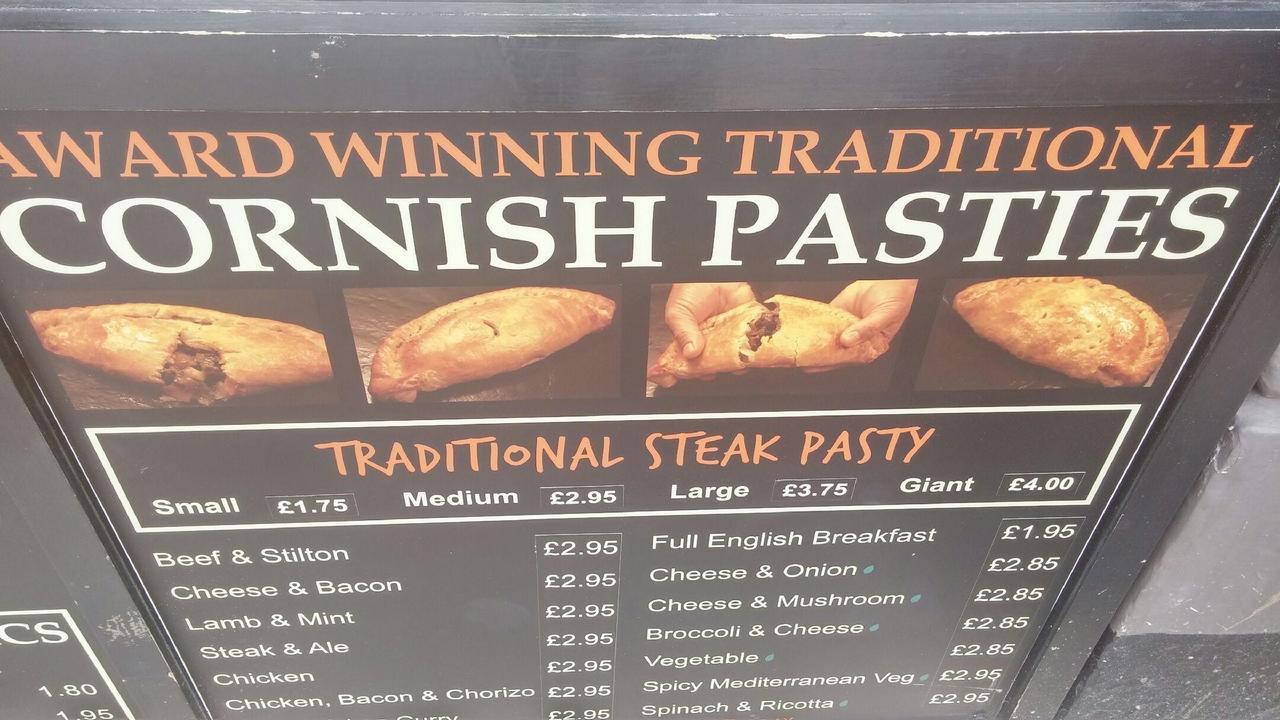 AWARD WINNING TRADITIONAL
CORNISH PASTIES
TRADITIONAL STEAK PASTY
Small £1.75 Medium £2.95 Large £3.75 Giant £4.00
Beef & Stilton £2.95
Cheese & Bacon £2.95
Lamb & Mint £2.95
Steak & Ale £2.95
Chicken £2.95
Chicken, Bacon & Chorizo £2.95
Curry £2.95
Full English Breakfast £1.95
Cheese & Onion £2.85
Cheese & Mushroom £2.85
Broccoli & Cheese £2.85
Vegetable £2.85
Spicy Mediterranean Veg £2.95
Spinach & Ricotta £2.95
CS
1.80
1.95